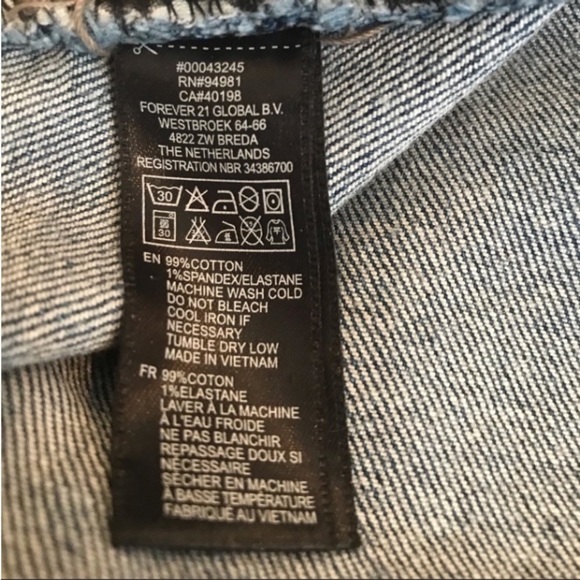 #00043245
RN#94981
CA#40198
FOREVER 21 GLOBAL B.V.
WESTBROEK 64-66
4822 ZW BREDA
THE NETHERLANDS
REGISTRATION NBR 34386700
30
30
EN 99%COTTON
1%SPANDEX/ELASTANE
MACHINE WASH COLD
DO NOT BLEACH
COOL IRON IF
NECESSARY
TUMBLE DRY LOW
MADE IN VIETNAM
FR 99%COTON
1%ELASTANE
LAVER À LA MACHINE
À L'EAU FROIDE
NE PAS BLANCHIR
REPASSAGE DOUX SI
NÉCESSAIRE
SÉCHER EN MACHINE
À BASSE TEMPÉRATURE
FABRIQUÉ AU VIETNAM